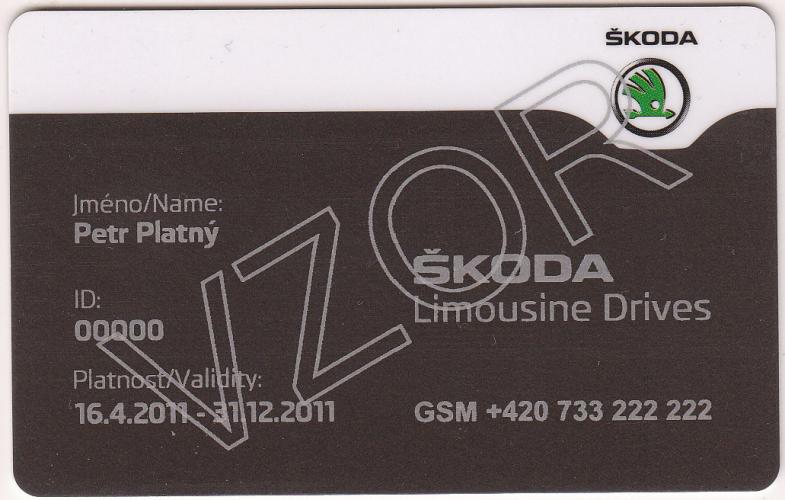 ŠKODA
Jméno/Name:
Petr Platný
ID:
00000
Platnost/Validity:
16.4.2011 - 31.12.2011
ŠKODA
Limousine Drives
GSM +420 733 222 222
VZOR